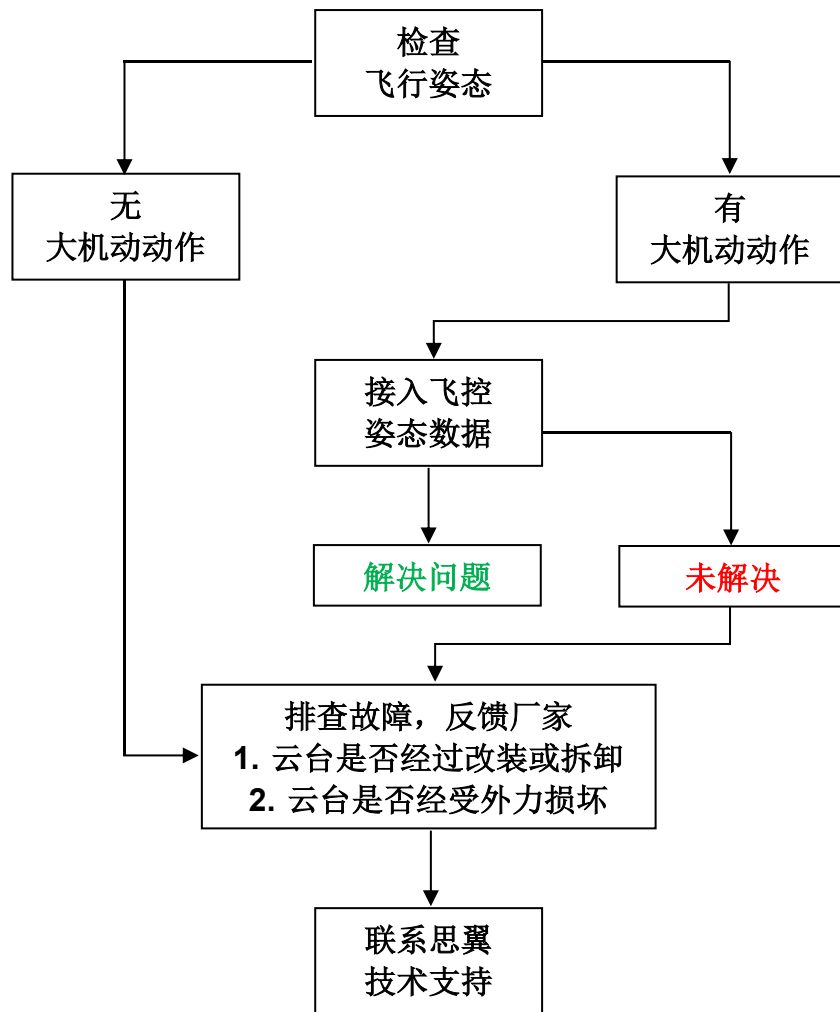 检查
飞行姿态
无
大机动动作
有
大机动动作
接入飞控
姿态数据
解决问题
未解决
排查故障，反馈厂家
1. 云台是否经过改装或拆卸
2. 云台是否经受外力损坏
联系思翼
技术支持